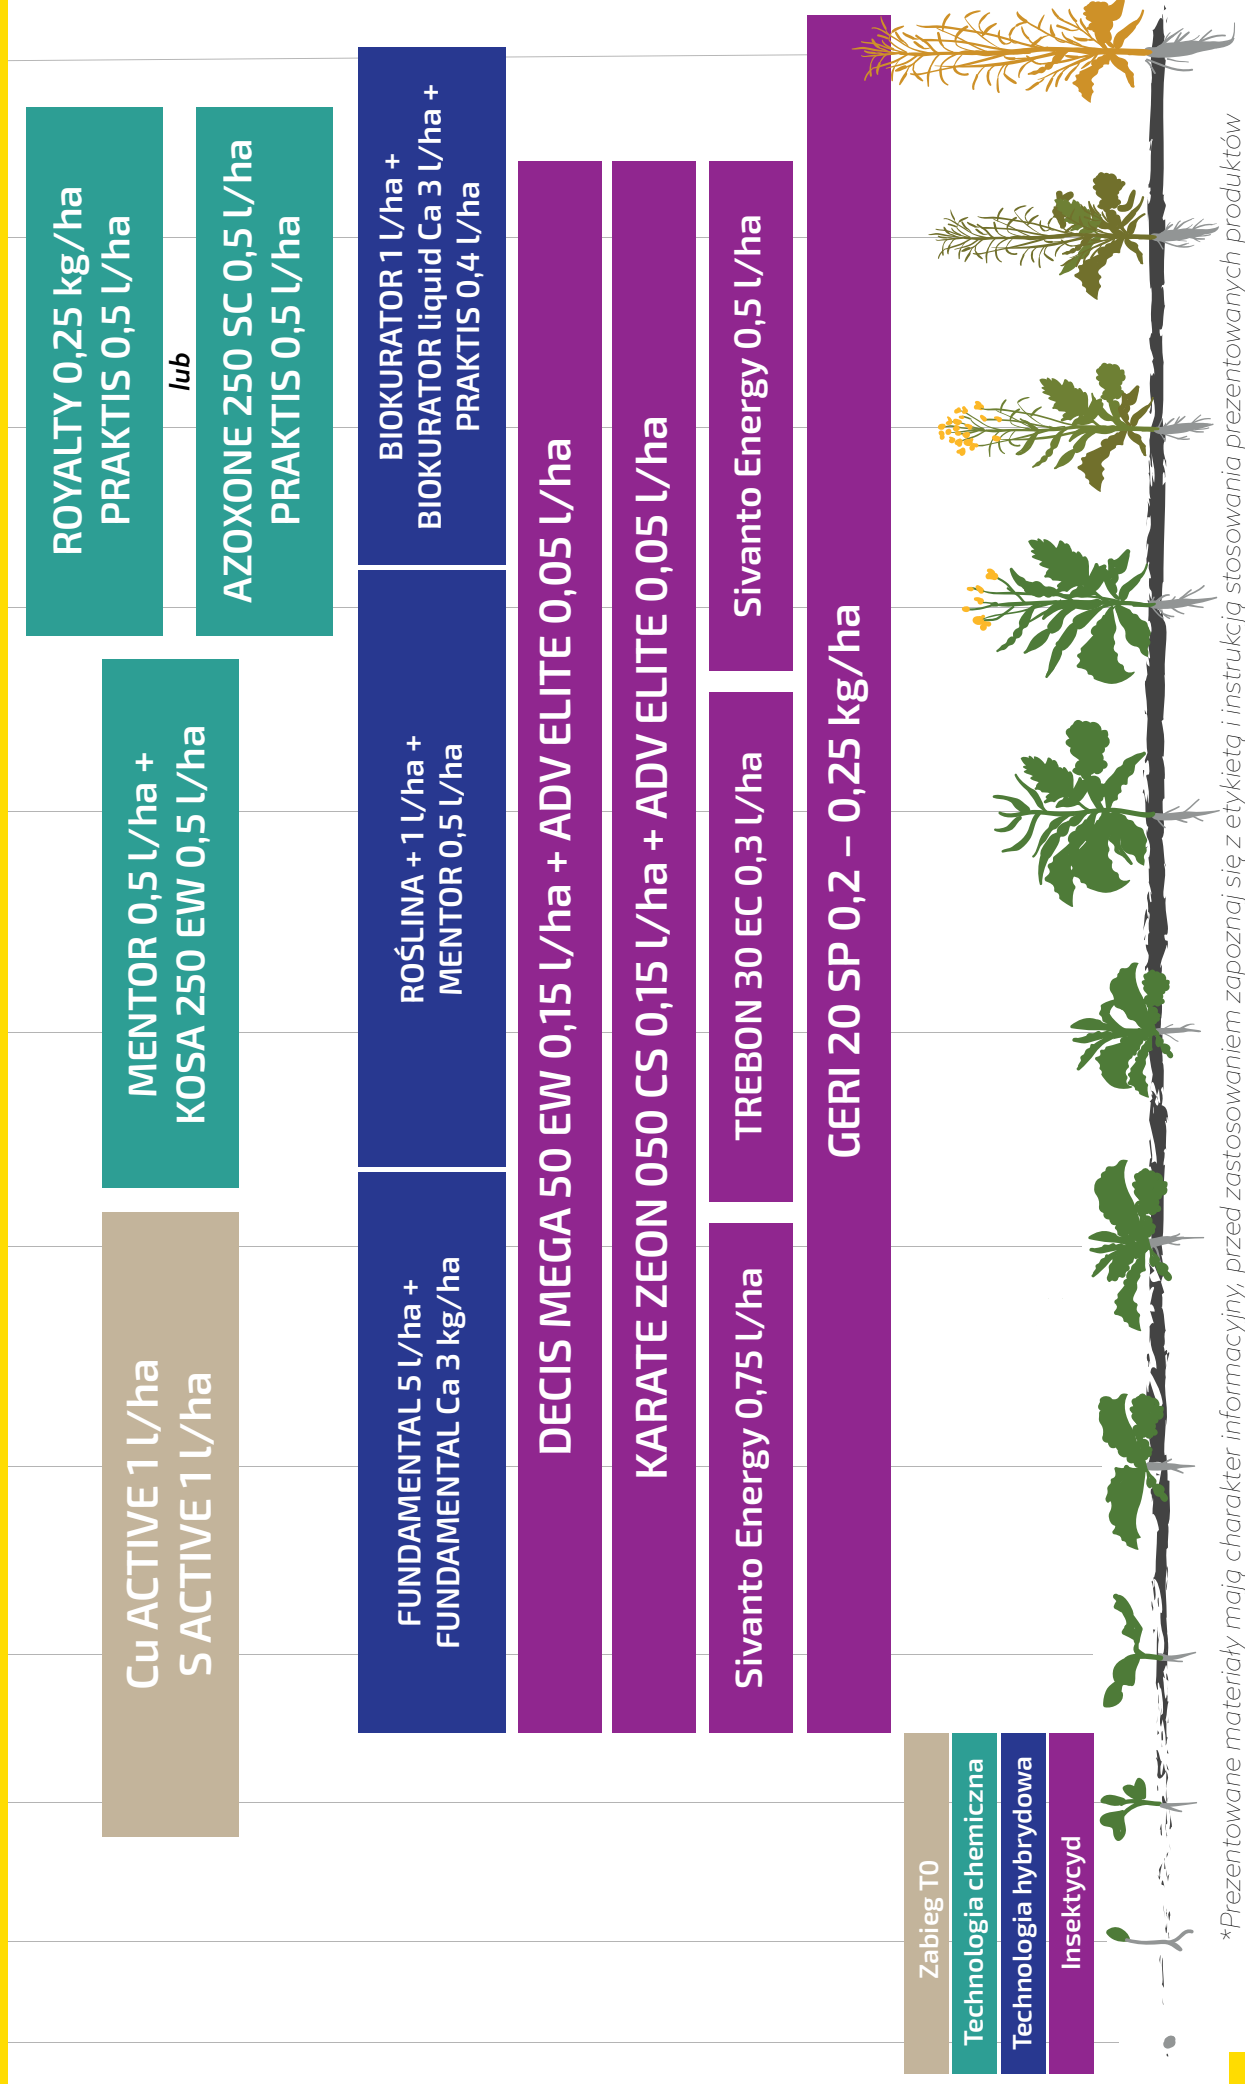 ROYALTY 0,25 kg/ha
PRAKTIS 0,5 l/ha
lub
AZOXONE 250 SC 0,5 l/ha
PRAKTIS 0,5 l/ha
MENTOR 0,5 l/ha +
KOSA 250 EW 0,5 l/ha
Cu ACTIVE 1 l/ha
S ACTIVE 1 l/ha
FUNDAMENTAL 5 l/ha +
FUNDAMENTAL Ca 3 kg/ha
ROŚLINA + 1 l/ha +
MENTOR 0,5 l/ha
BIOKURATOR 1 l/ha +
BIOKURATOR liquid Ca 3 l/ha +
PRAKTIS 0,4 l/ha
DECIS MEGA 50 EW 0,15 l/ha + ADV ELITE 0,05 l/ha
KARATE ZEON 050 CS 0,15 l/ha + ADV ELITE 0,05 l/ha
Sivanto Energy 0,75 l/ha
TREBON 30 EC 0,3 l/ha
Sivanto Energy 0,5 l/ha
GERI 20 SP 0,2 – 0,25 kg/ha
Zabieg T0
Technologia chemiczna
Technologia hybrydowa
Insektycyd
*Prezentowane materiały mają charakter informacyjny, przed zastosowaniem zapoznaj się z etykietą i instrukcją stosowania prezentowanych produktów